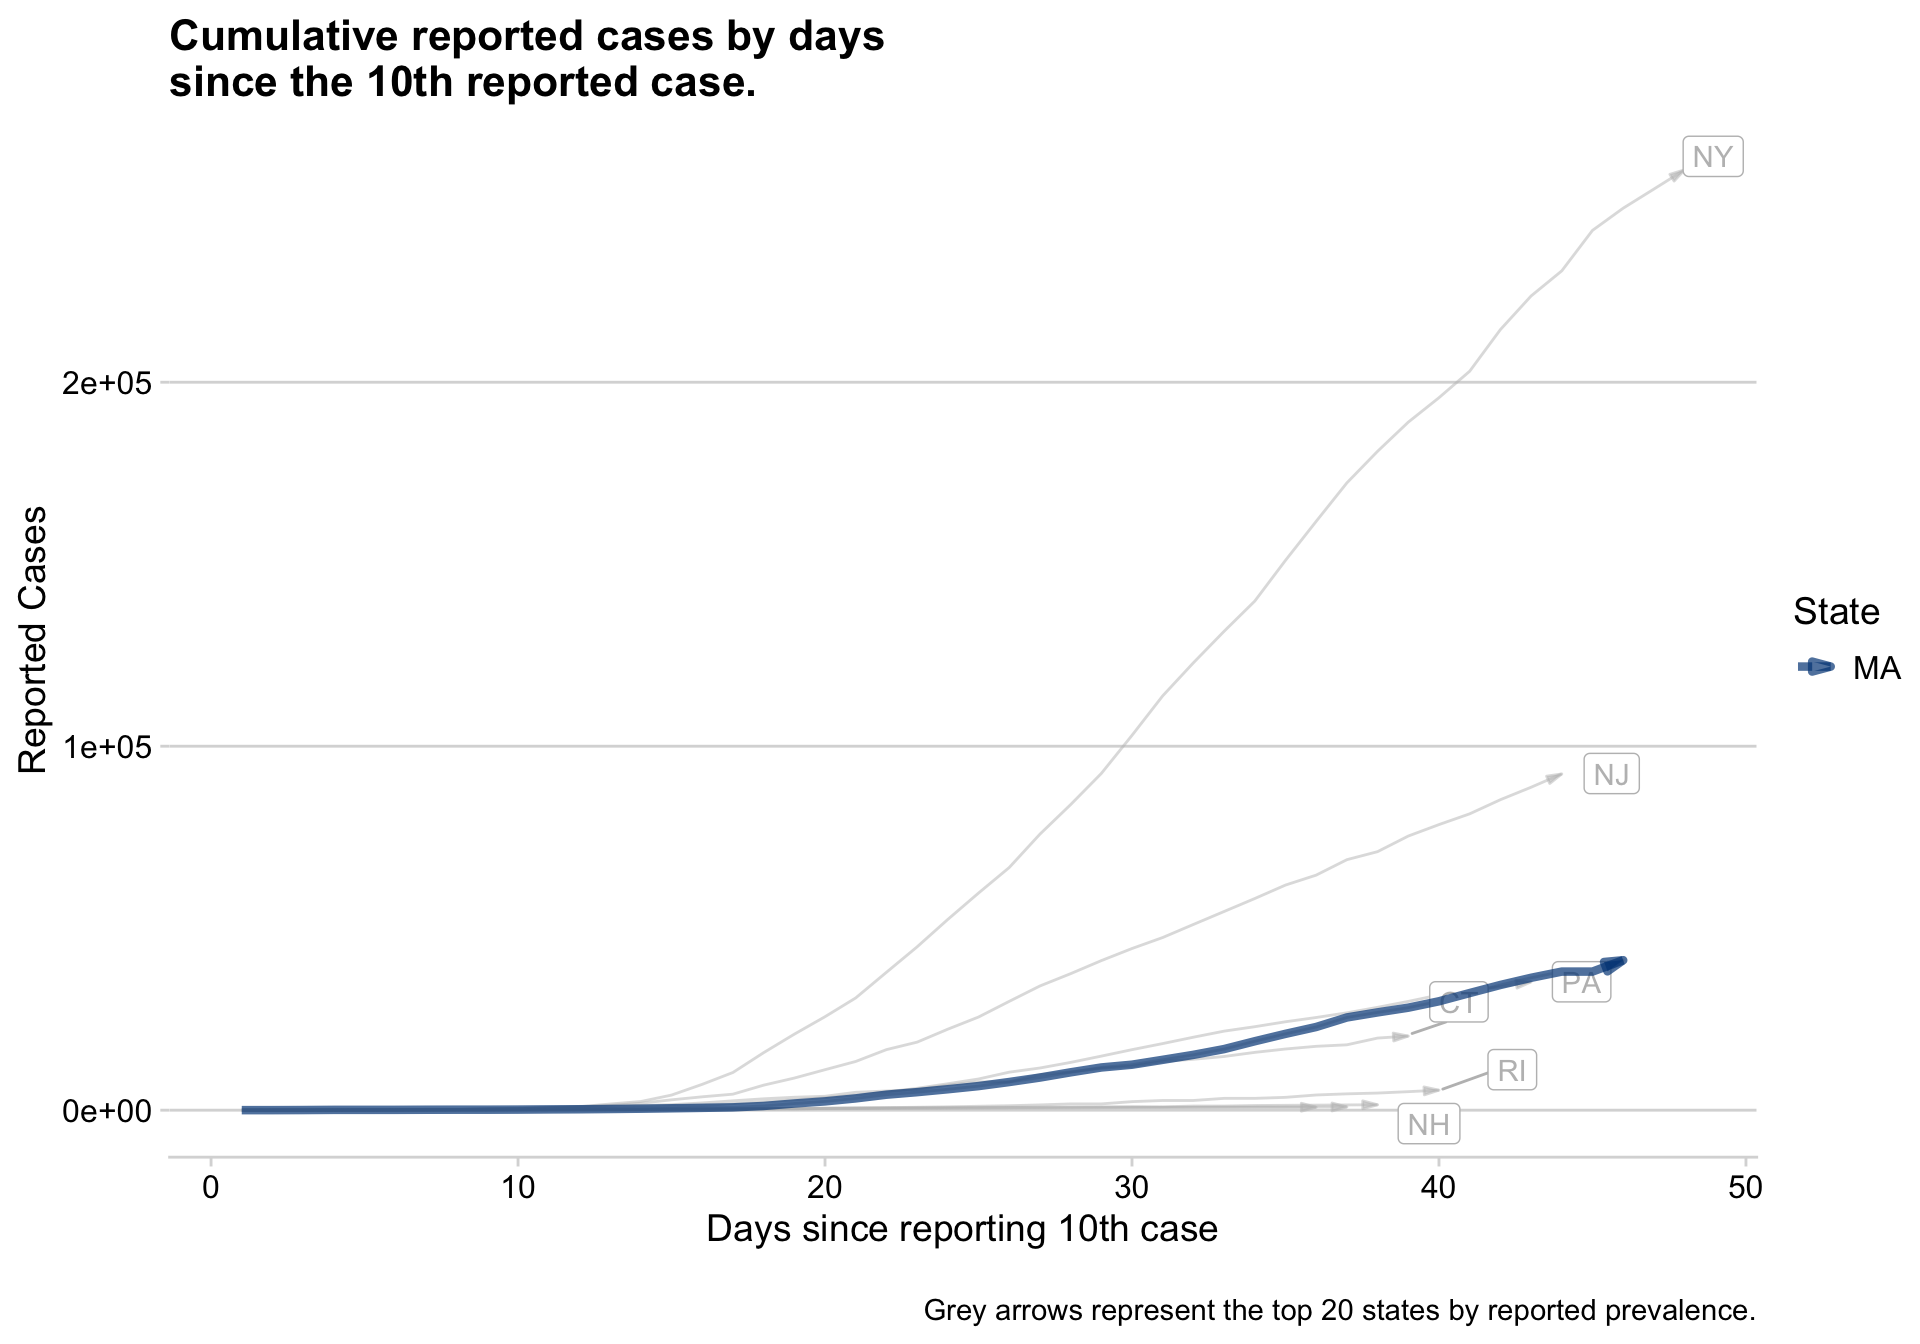 Cumulative reported cases by days
since the 10th reported case.
NY
2e+05
Reported Cases
State
MA
1e+05
NJ
PA
CT
RI
0e+00
NH
0 10 20 30 40 50
Days since reporting 10th case
Grey arrows represent the top 20 states by reported prevalence.